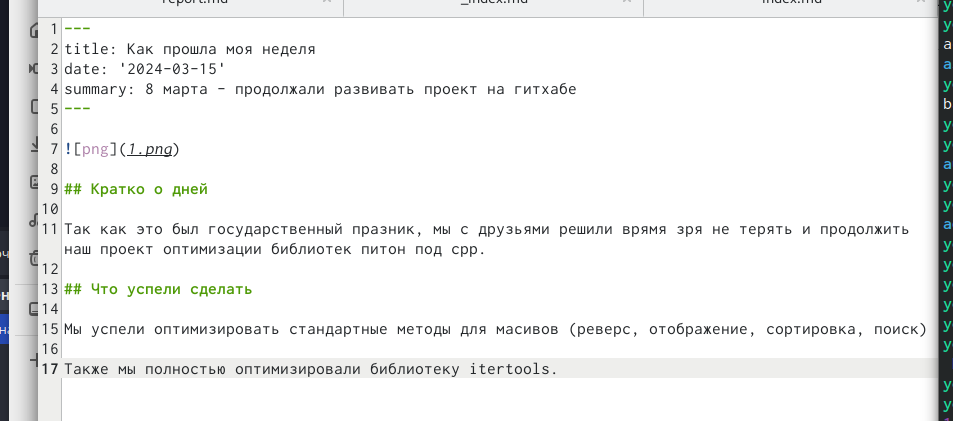 report.md _index.md index.md
1 ---
2 title: Как прошла моя неделя
3 date: '2024-03-15'
4 summary: 8 марта - продолжали развивать проект на гитхабе
5 ---
6
7 ![png](1.png)
8
9 ## Кратко о дней
10
11 Так как это был государственный празник, мы с друзьями решили врямя зря не терять и продолжить
наш проект оптимизации библиотек питон под cpp.
12
13 ## Что успели сделать
14
15 Мы успели оптимизировать стандартные методы для масивов (реверс, отображение, сортировка, поиск)
16
17 Также мы полностью оптимизировали библиотеку itertools.